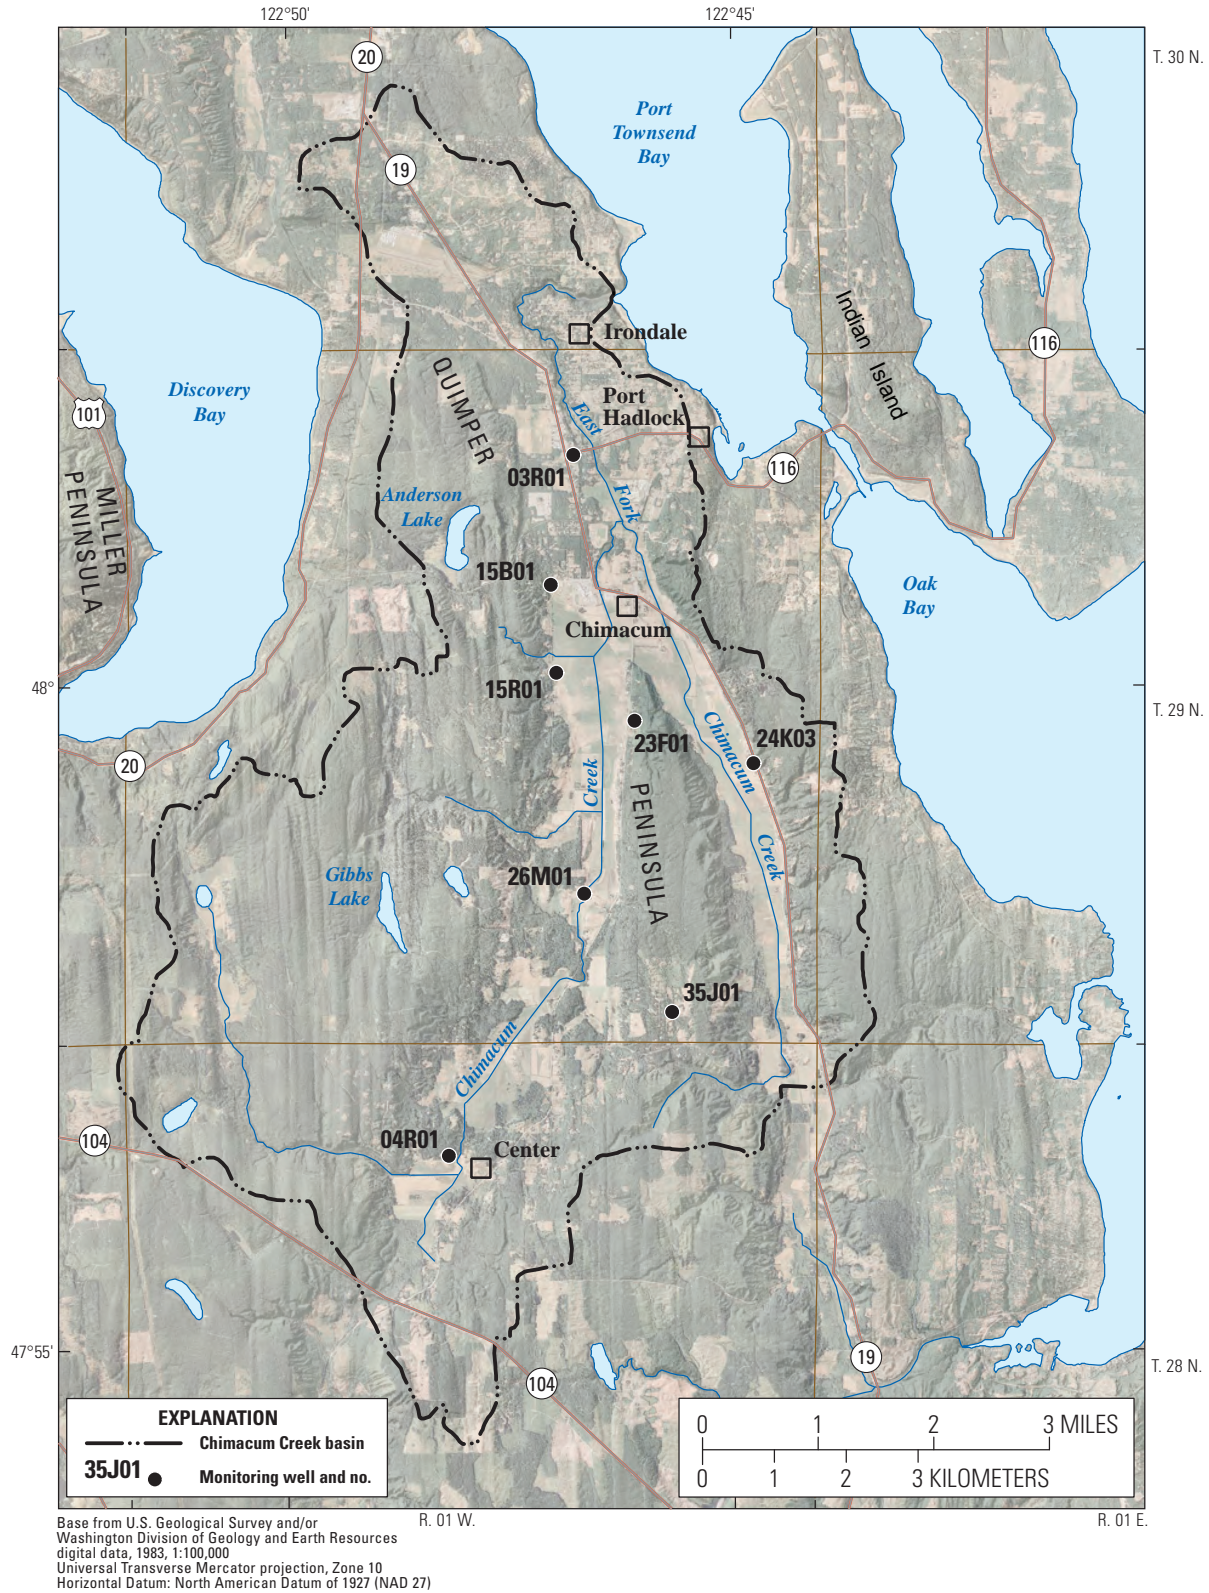 122°50'
122°45'
T. 30 N.
20
Port
Townsend
Bay
19
Indian Island
Irondale
116
QUIMPER
Discovery
Bay
Port
Hadlock
101
East
116
03R01
MILLER
PENINSULA
Anderson
Lake
Fork
15B01
Oak
Bay
Chimacum
15R01
48°
T. 29 N.
23F01
Chimacum
24K03
20
Creek
PENINSULA
Creek
26M01
Gibbs
Lake
35J01
Chimacum
104
04R01
Center
47°55'
19
T. 28 N.
104
EXPLANATION
Chimacum Creek basin
35J01
Monitoring well and no.
0 1 2 3 MILES
0 1 2 3 KILOMETERS
R. 01 W.
R. 01 E.
Base from U.S. Geological Survey and/or
Washington Division of Geology and Earth Resources
digital data, 1983, 1:100,000
Universal Transverse Mercator projection, Zone 10
Horizontal Datum: North American Datum of 1927 (NAD 27)